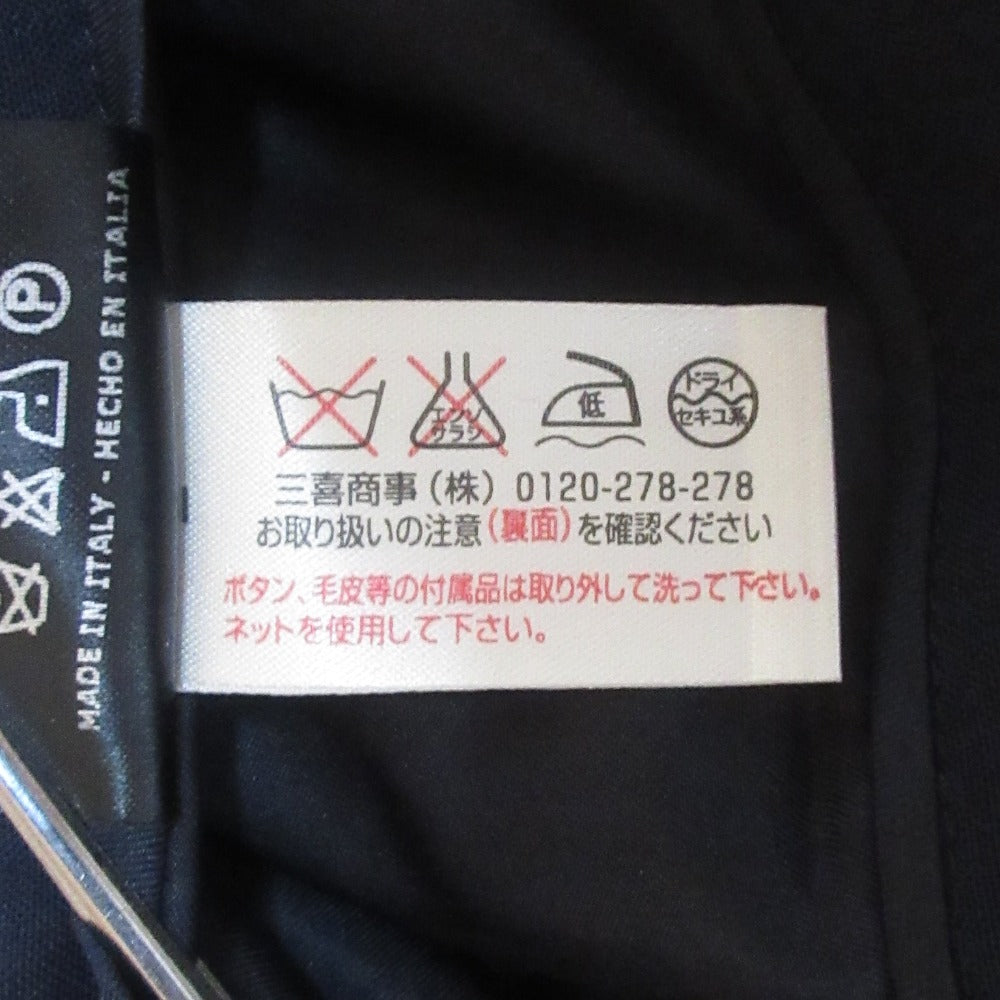 P
MADE IN ITALY - HECHO EN ITALIA
エンソ
サラシ
低
ドライ
セキユ系
三喜商事(株) 0120-278-278
お取り扱いの注意(裏面)を確認ください
ボタン、毛皮等の付属品は取り外して洗って下さい。
ネットを使用して下さい。